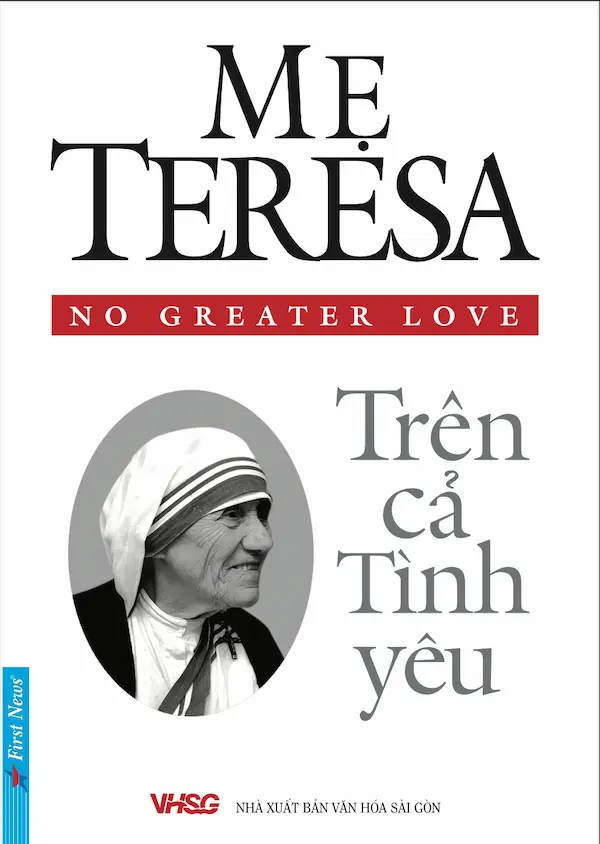 MẸ
TERESA
NO GREATER LOVE
Trên
cả
Tình
yêu
First News
VHSG NHÀ XUẤT BẢN VĂN HÓA SÀI GÒN